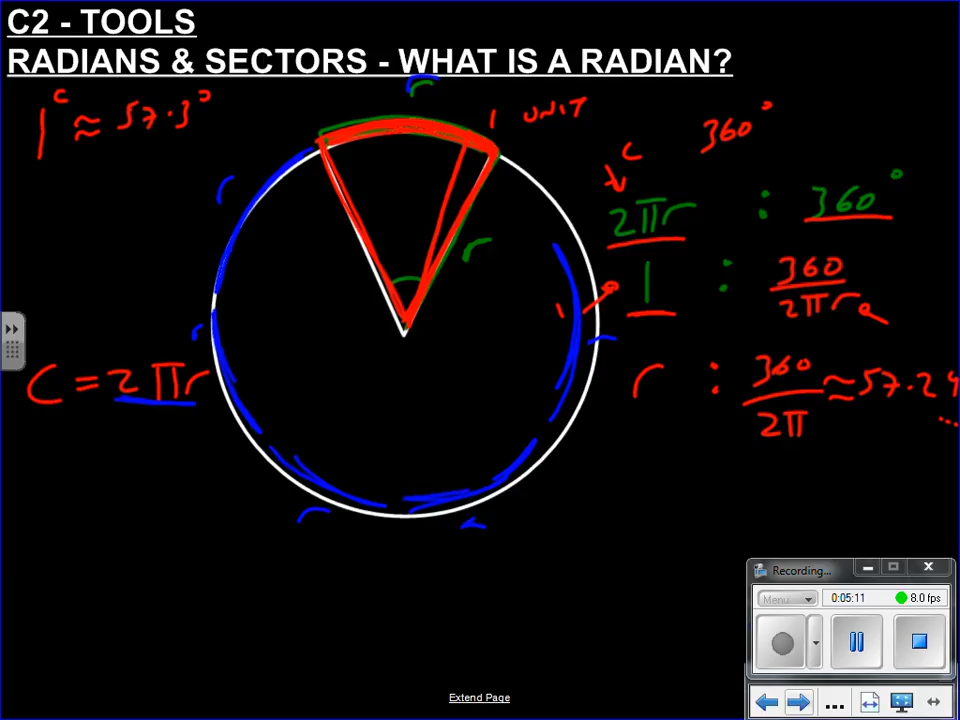 C2 - TOOLS
RADIANS & SECTORS - WHAT IS A RADIAN?
1ᶜ ≈ 57.3°
r
1 UNIT
360°
c
2πr : 360°
r
r
1 1 : 360/2πr
r
r
C = 2πr
r : 360/2π ≈ 57.29
...
r
r
Recording...
Menu
0:05:11
8.0 fps
Extend Page
...